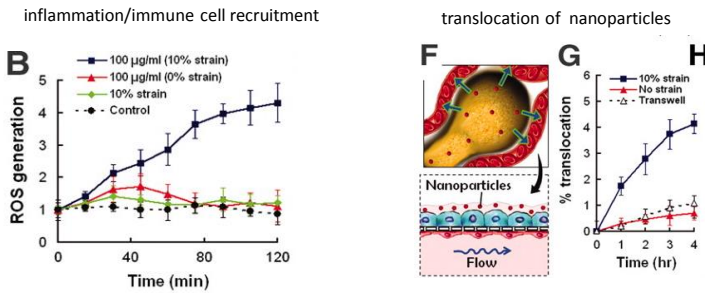 inflammation/immune cell recruitment
translocation of nanoparticles
B
100 µg/ml (10% strain)
100 µg/ml (0% strain)
10% strain
Control
ROS generation
5
4
3
2
1
0
0
40
80
120
Time (min)
F
Nanoparticles
Flow
G
H
10% strain
No strain
Transwell
% translocation
6
5
4
3
2
1
0
0
1
2
3
4
Time (hr)